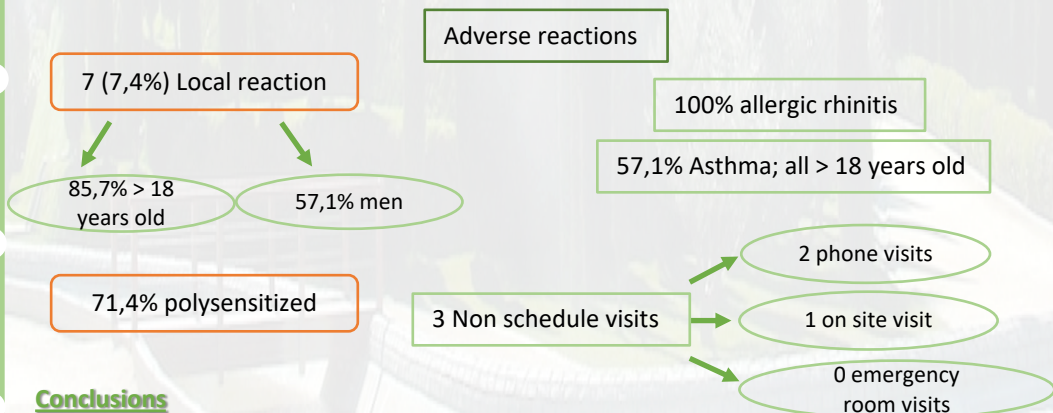 Adverse reactions
7 (7,4%) Local reaction
85,7% > 18
years old
57,1% men
71,4% polysensitized
100% allergic rhinitis
57,1% Asthma; all > 18 years old
3 Non schedule visits
2 phone visits
1 on site visit
0 emergency
room visits
Conclusions